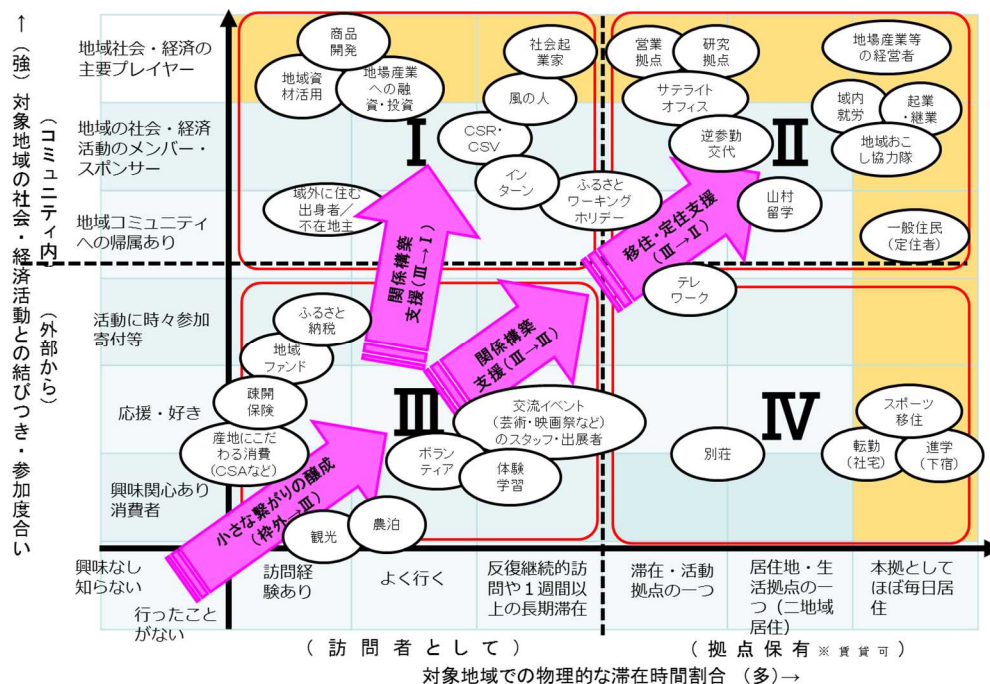 ↑（強）対象地域の社会・経済活動との結びつき・参加度合い
（コミュニティ内）
（外部から）
地域社会・経済の
主要プレイヤー
地域の社会・経済
活動のメンバー・
スポンサー
地域コミュニティ
への帰属あり
活動に時々参加
寄付等
応援・好き
興味関心あり
消費者
興味なし
知らない
商品
開発
地域資
材活用
地場産業
への融
資・投資
社会起
業家
風の人
CSR・
CSV
イン
ターン
ふるさと
ワーキング
ホリデー
域外に住む
出身者／
不在地主
Ⅰ
関係構築
支援(Ⅲ→Ⅰ)
営業
拠点
研究
拠点
サテライト
オフィス
逆参勤
交代
地場産業等
の経営者
域内
就労
起業
・継業
地域おこ
し協力隊
山村
留学
一般住民
(定住者)
Ⅱ
移住・定住支援
(Ⅲ→Ⅱ)
テレ
ワーク
ふるさと
納税
地域
ファンド
疎開
保険
産地にこだ
わる消費
(CSAなど)
Ⅲ
関係構築
支援(Ⅲ→Ⅲ)
交流イベント
(芸術・映画祭など)
のスタッフ・出展者
ボラン
ティア
体験
学習
小さな繋がりの醸成
(枠外→Ⅲ)
観光
農泊
Ⅳ
別荘
スポーツ
移住
転勤
(社宅)
進学
(下宿)
行ったこと
がない
訪問経
験あり
よく行く
反復継続的訪
問や１週間以
上の長期滞在
滞在・活動
拠点の一つ
居住地・生
活拠点の一
つ（二地域
居住）
本拠として
ほぼ毎日居
住
（訪問者として）
（拠点保有※賃貸可）
対象地域での物理的な滞在時間割合　（多）→